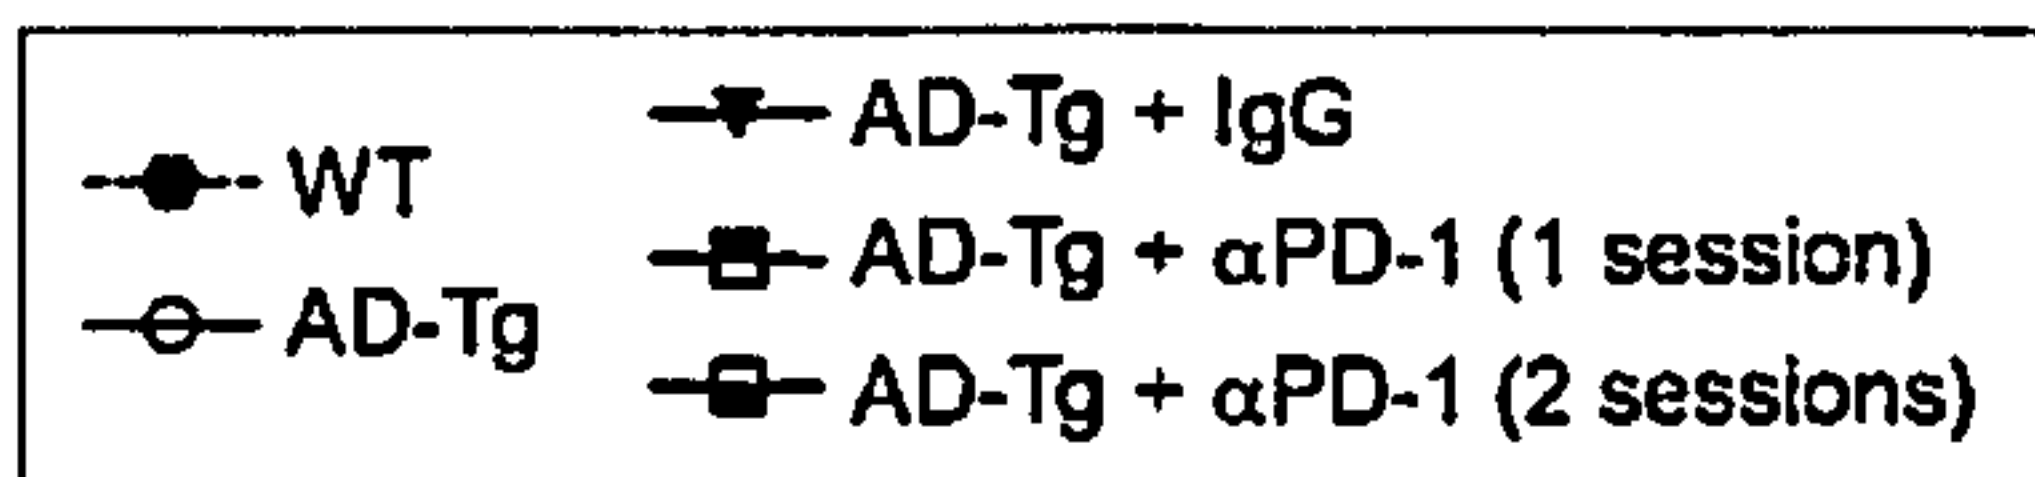 WT
AD-Tg
AD-Tg + IgG
AD-Tg + αPD-1 (1 session)
AD-Tg + αPD-1 (2 sessions)